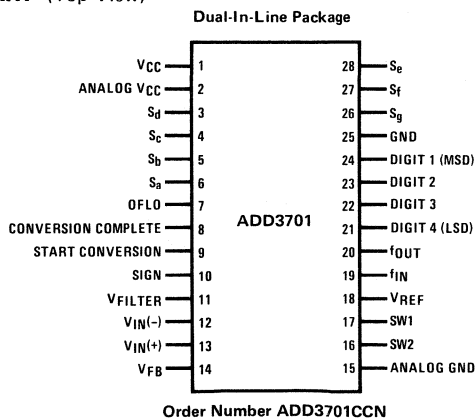 (Top View)
Dual-In-Line Package
VCC 1
ANALOG VCC 2
Sd 3
Sc 4
Sb 5
Sa 6
OFLO 7
CONVERSION COMPLETE 8
START CONVERSION 9
SIGN 10
VFILTER 11
VIN(–) 12
VIN(+) 13
VFB 14
ADD3701
28 Se
27 Sf
26 Sg
25 GND
24 DIGIT 1 (MSD)
23 DIGIT 2
22 DIGIT 3
21 DIGIT 4 (LSD)
20 fOUT
19 fIN
18 VREF
17 SW1
16 SW2
15 ANALOG GND
Order Number ADD3701CCN